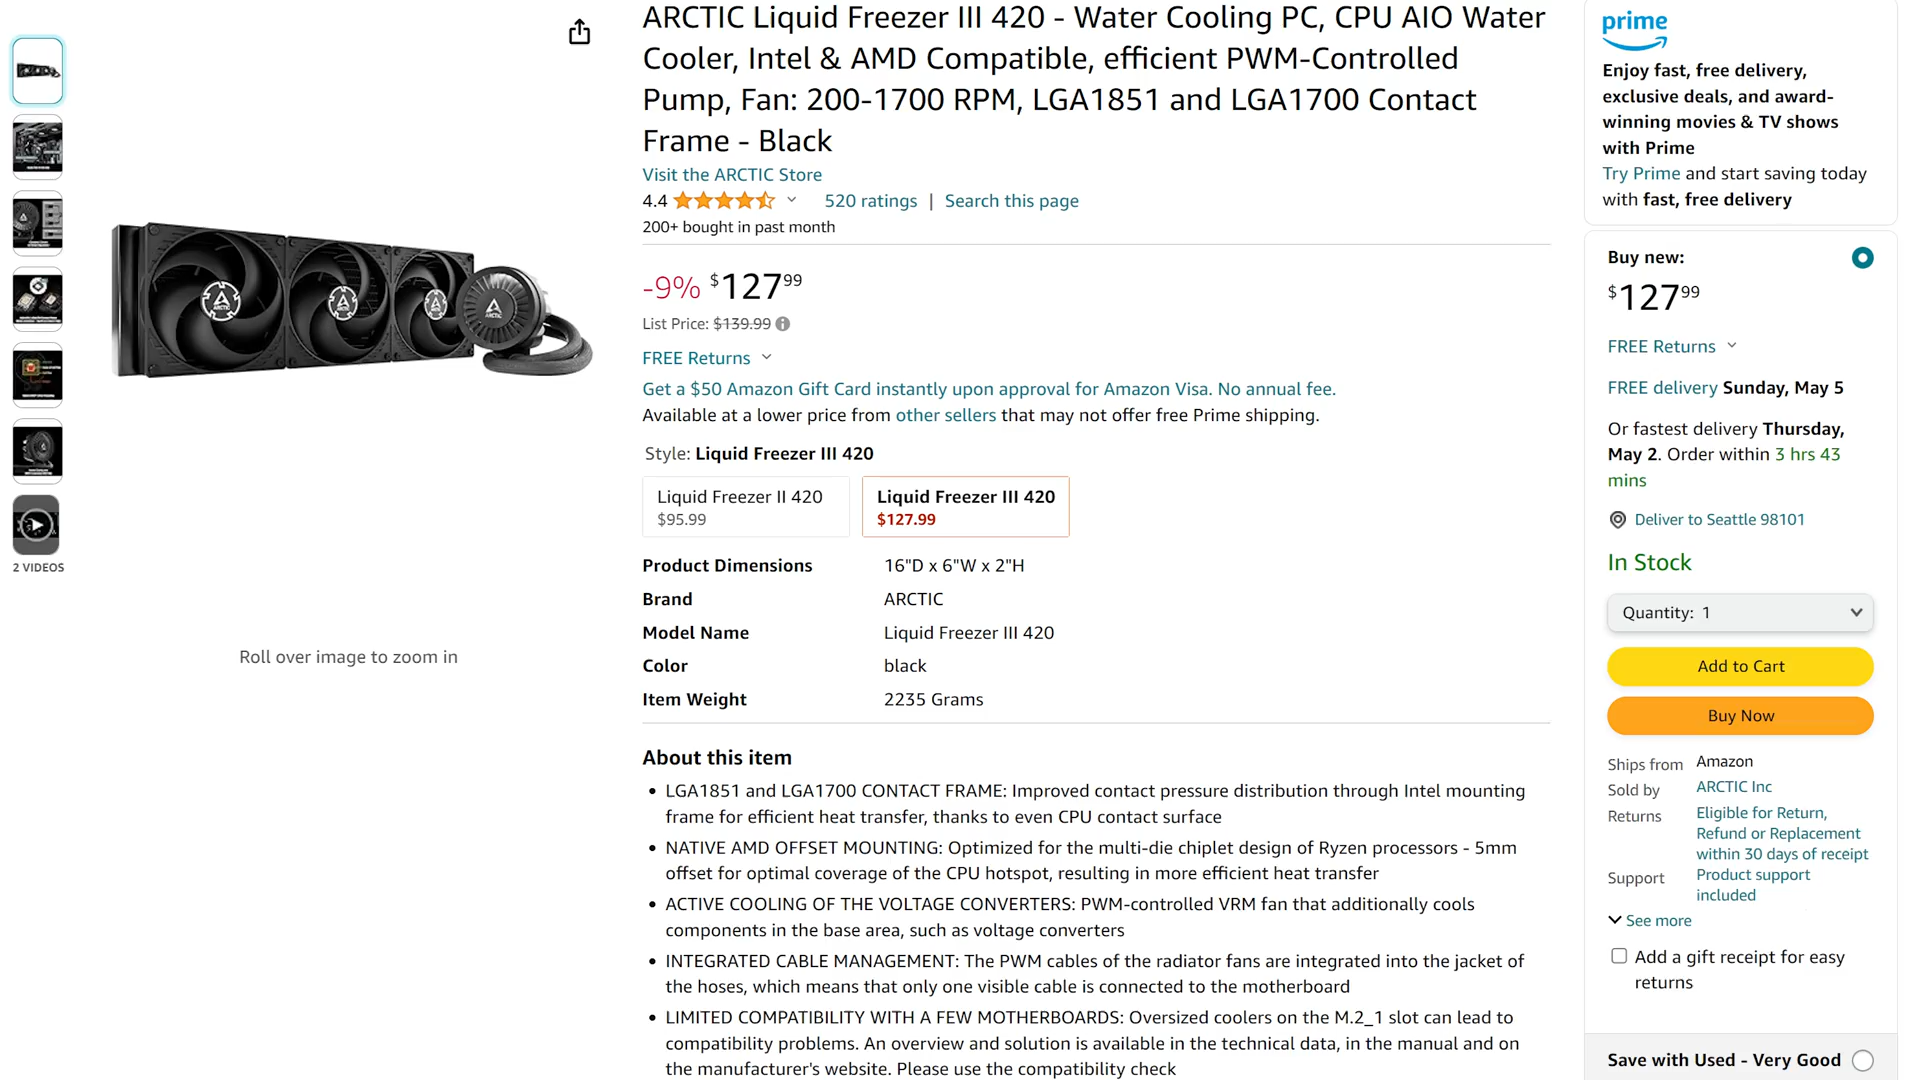 ARCTIC Liquid Freezer III 420 - Water Cooling PC, CPU AIO Water
Cooler, Intel & AMD Compatible, efficient PWM-Controlled
Pump, Fan: 200-1700 RPM, LGA1851 and LGA1700 Contact
Frame - Black
Visit the ARCTIC Store
4.4
520 ratings | Search this page
200+ bought in past month
-9% $127 99
List Price: $139.99
FREE Returns
Get a $50 Amazon Gift Card instantly upon approval for Amazon Visa. No annual fee.
Available at a lower price from other sellers that may not offer free Prime shipping.
Style: Liquid Freezer III 420
Liquid Freezer II 420
$95.99
Liquid Freezer III 420
$127.99
Product Dimensions 16"D x 6"W x 2"H
Brand ARCTIC
Model Name Liquid Freezer III 420
Color black
Item Weight 2235 Grams
About this item
LGA1851 and LGA1700 CONTACT FRAME: Improved contact pressure distribution through Intel mounting
frame for efficient heat transfer, thanks to even CPU contact surface
NATIVE AMD OFFSET MOUNTING: Optimized for the multi-die chiplet design of Ryzen processors - 5mm
offset for optimal coverage of the CPU hotspot, resulting in more efficient heat transfer
ACTIVE COOLING OF THE VOLTAGE CONVERTERS: PWM-controlled VRM fan that additionally cools
components in the base area, such as voltage converters
INTEGRATED CABLE MANAGEMENT: The PWM cables of the radiator fans are integrated into the jacket of
the hoses, which means that only one visible cable is connected to the motherboard
LIMITED COMPATIBILITY WITH A FEW MOTHERBOARDS: Oversized coolers on the M.2_1 slot can lead to
compatibility problems. An overview and solution is available in the technical data, in the manual and on
the manufacturer's website. Please use the compatibility check
2 VIDEOS
ARCTIC
ARCTIC
ARCTIC
ARCTIC
Roll over image to zoom in
prime
Enjoy fast, free delivery,
exclusive deals, and award-
winning movies & TV shows
with Prime
Try Prime and start saving today
with fast, free delivery
Buy new:
$127 99
FREE Returns
FREE delivery Sunday, May 5
Or fastest delivery Thursday,
May 2. Order within 3 hrs 43
mins
Deliver to Seattle 98101
In Stock
Quantity: 1
Add to Cart
Buy Now
Ships from Amazon
Sold by ARCTIC Inc
Returns Eligible for Return,
Refund or Replacement
within 30 days of receipt
Support Product support
included
See more
Add a gift receipt for easy
returns
Save with Used - Very Good